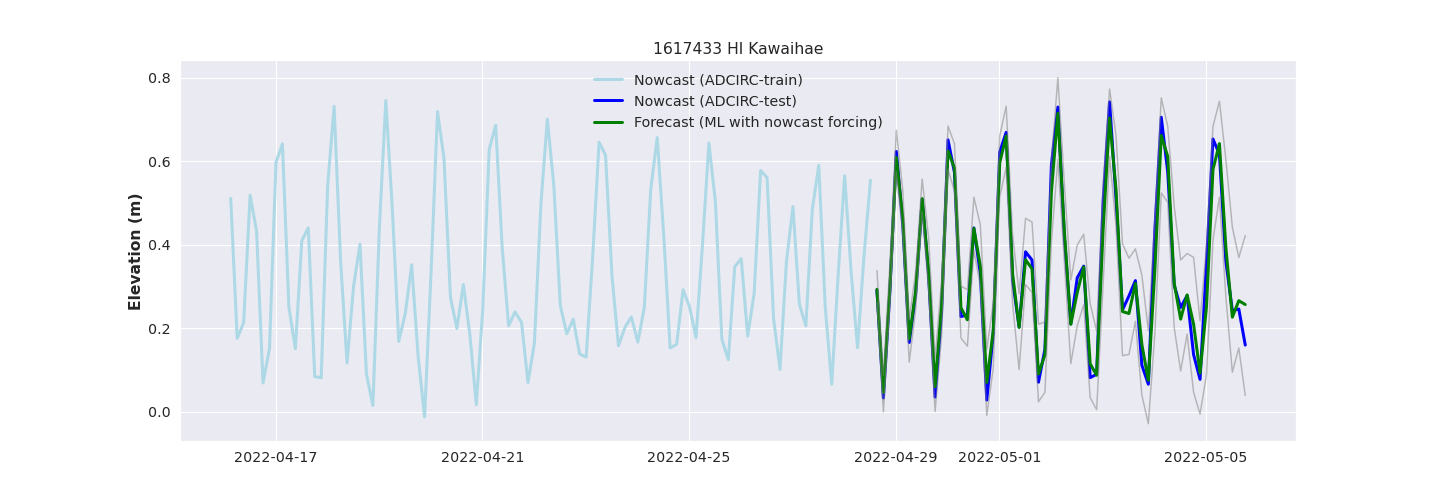 1617433 HI Kawaihae
Nowcast (ADCIRC-train)
Nowcast (ADCIRC-test)
Forecast (ML with nowcast forcing)
Elevation (m)
0.8
0.6
0.4
0.2
0.0
2022-04-17
2022-04-21
2022-04-25
2022-04-29
2022-05-01
2022-05-05